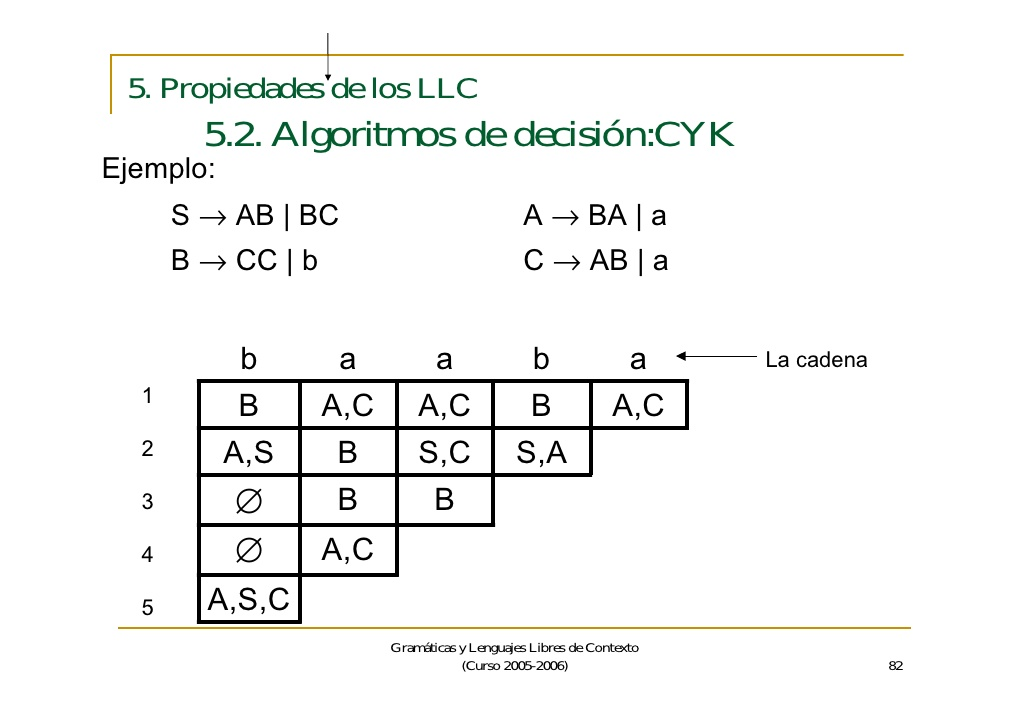 5. Propiedades de los LLC
5.2. Algoritmos de decisión:CYK
Ejemplo:
S → AB | BC A → BA | a
B → CC | b C → AB | a
b a a b a La cadena
1 B A,C A,C B A,C
2 A,S B S,C S,A
3 ∅ B B
4 ∅ A,C
5 A,S,C
Gramáticas y Lenguajes Libres de Contexto
(Curso 2005-2006) 82